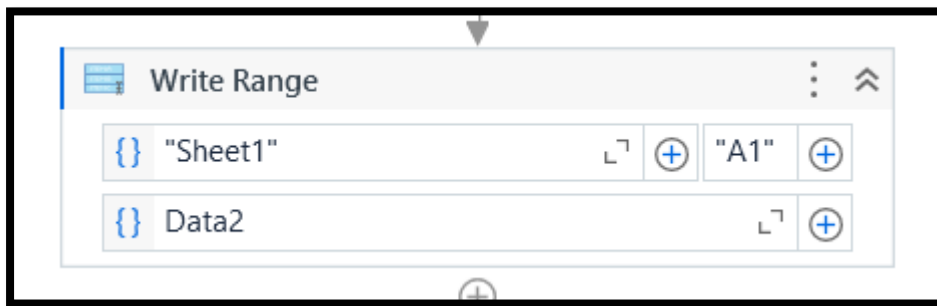 Write Range
{} "Sheet1" "A1"
{} Data2